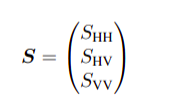 S_HH
S = S_HV
S_VV